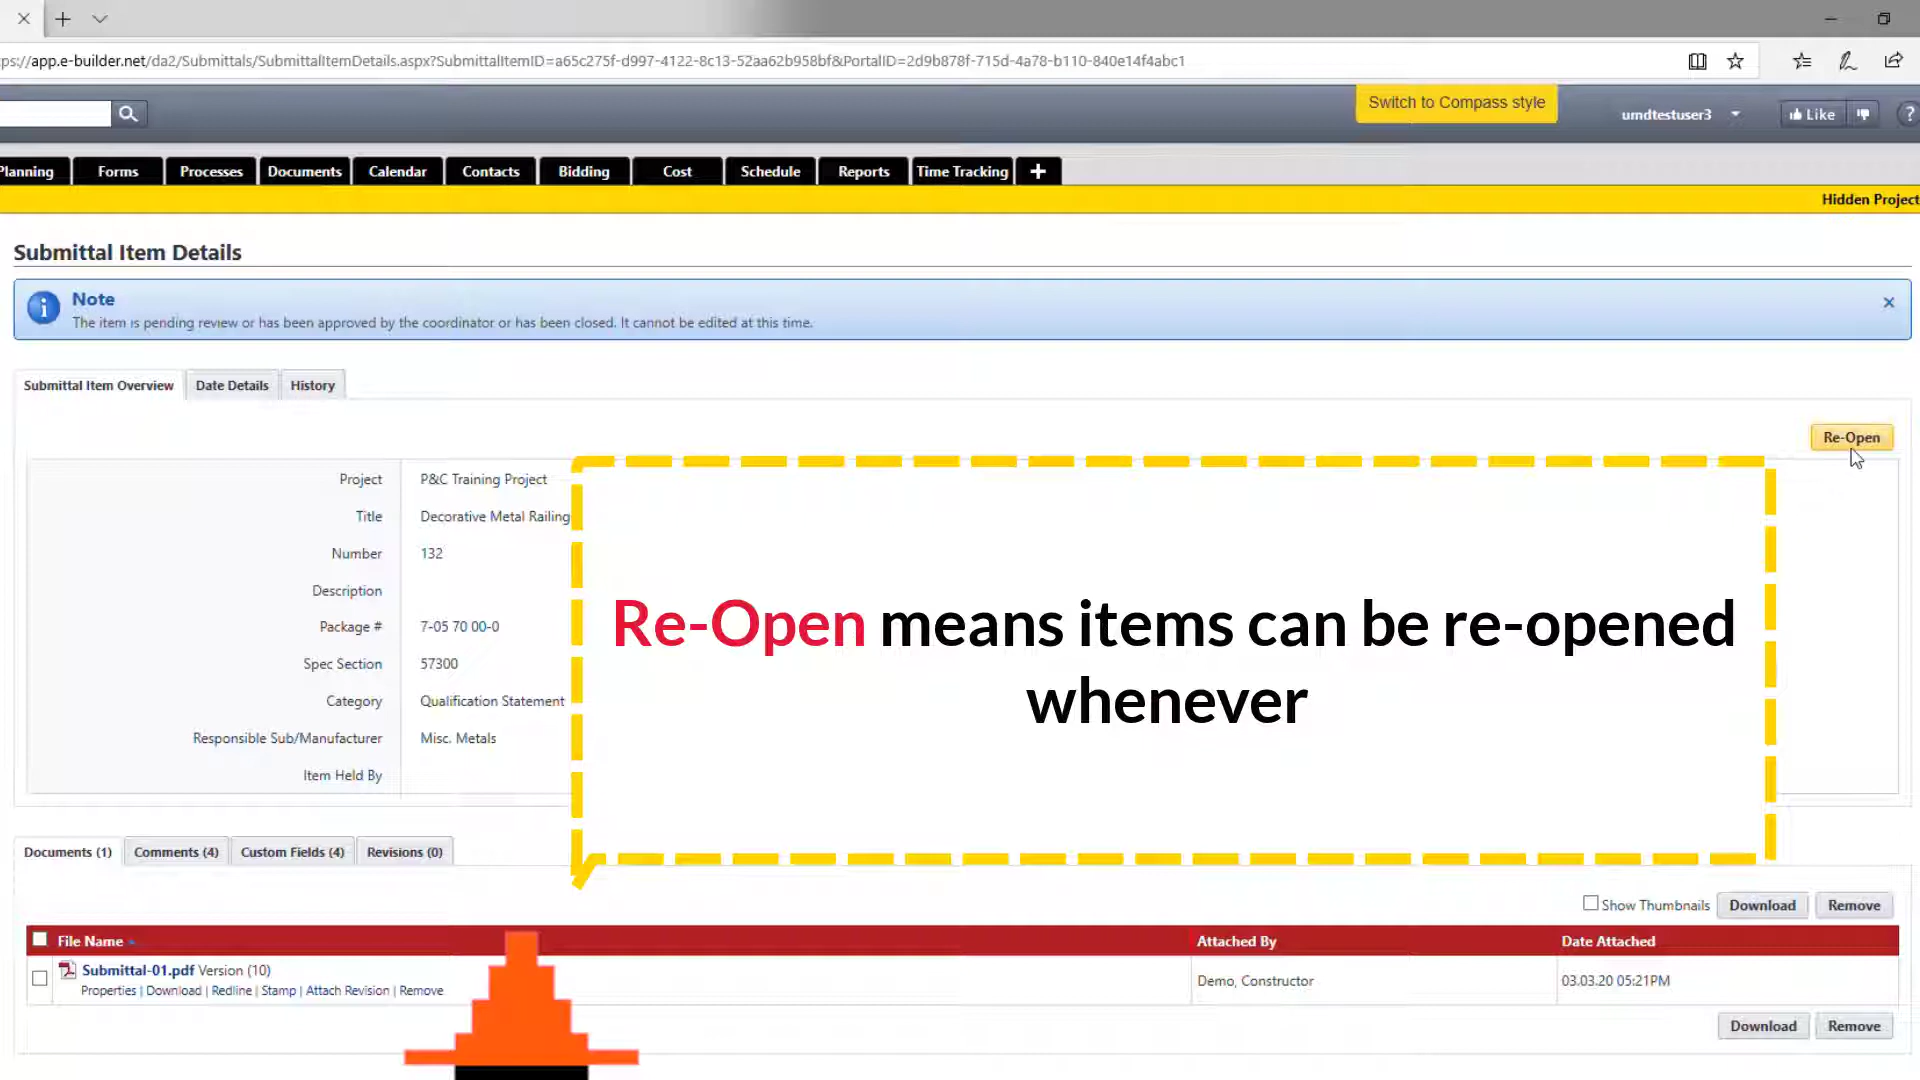 ps://app.e-builder.net/da2/Submittals/SubmittalItemDetails.aspx?SubmittalItemID=a65c275f-d997-4122-8c13-52aa62b958bf&PortalID=2d9b878f-715d-4a78-b110-840e14f4abc1
Switch to Compass style
umdtestuser3
Like
?
Planning Forms Processes Documents Calendar Contacts Bidding Cost Schedule Reports Time Tracking +
Hidden Project
Submittal Item Details
Note
The item is pending review or has been approved by the coordinator or has been closed. It cannot be edited at this time.
Submittal Item Overview Date Details History
Re-Open
Project P&C Training Project
Title Decorative Metal Railing
Number 132
Description
Package # 7-05 70 00-0
Spec Section 57300
Category Qualification Statement
Responsible Sub/Manufacturer Misc. Metals
Item Held By
Re-Open means items can be re-opened
whenever
Documents (1) Comments (4) Custom Fields (4) Revisions (0)
Show Thumbnails Download Remove
File Name Attached By Date Attached
Submittal-01.pdf Version (10)
Properties | Download | Redline | Stamp | Attach Revision | Remove
Demo, Constructor 03.03.20 05:21PM
Download Remove